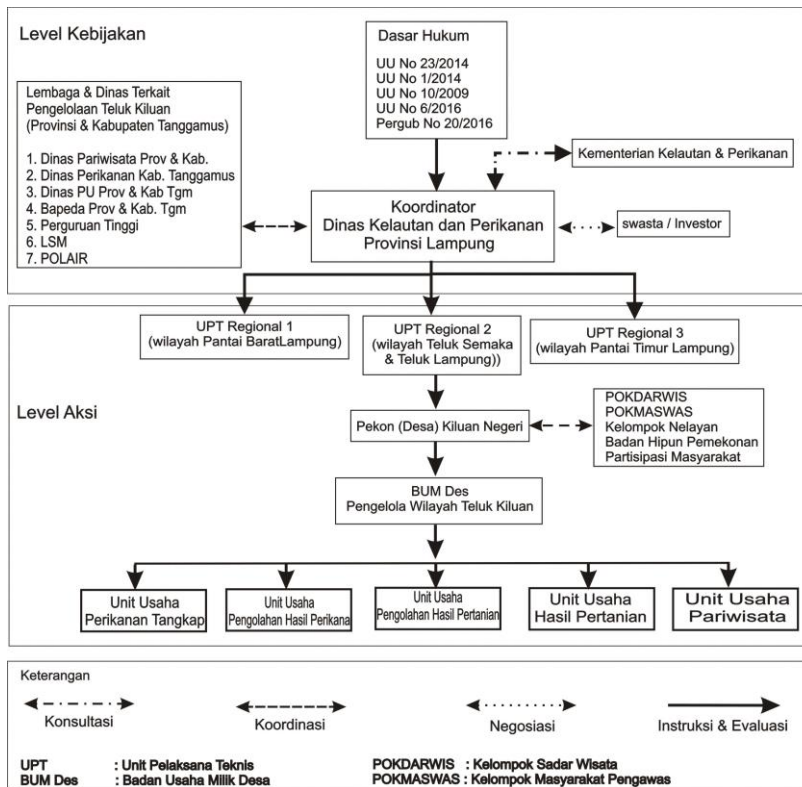 Level Kebijakan
Dasar Hukum
UU No 23/2014
UU No 1/2014
UU No 10/2009
UU No 6/2016
Pergub No 20/2016
Lembaga & Dinas Terkait
Pengelolaan Teluk Kiluan
(Provinsi & Kabupaten Tanggamus)
1. Dinas Pariwisata Prov & Kab.
2. Dinas Perikanan Kab. Tanggamus
3. Dinas PU Prov & Kab Tgm
4. Bapeda Prov & Kab. Tgm
5. Perguruan Tinggi
6. LSM
7. POLAIR
Kementerian Kelautan & Perikanan
Koordinator
Dinas Kelautan dan Perikanan
Provinsi Lampung
swasta / Investor
UPT Regional 1
(wilayah Pantai BaratLampung)
UPT Regional 2
(wilayah Teluk Semaka
& Teluk Lampung))
UPT Regional 3
(wilayah Pantai Timur Lampung)
Level Aksi
Pekon (Desa) Kiluan Negeri
POKDARWIS
POKMASWAS
Kelompok Nelayan
Badan Hipun Pemekonan
Partisipasi Masyarakat
BUM Des
Pengelola Wilayah Teluk Kiluan
Unit Usaha
Perikanan Tangkap
Unit Usaha
Pengolahan Hasil Perikana
Unit Usaha
Pengolahan Hasil Pertanian
Unit Usaha
Hasil Pertanian
Unit Usaha
Pariwisata
Keterangan
Konsultasi
Koordinasi
Negosiasi
Instruksi & Evaluasi
UPT : Unit Pelaksana Teknis
BUM Des : Badan Usaha Milik Desa
POKDARWIS : Kelompok Sadar Wisata
POKMASWAS : Kelompok Masyarakat Pengawas